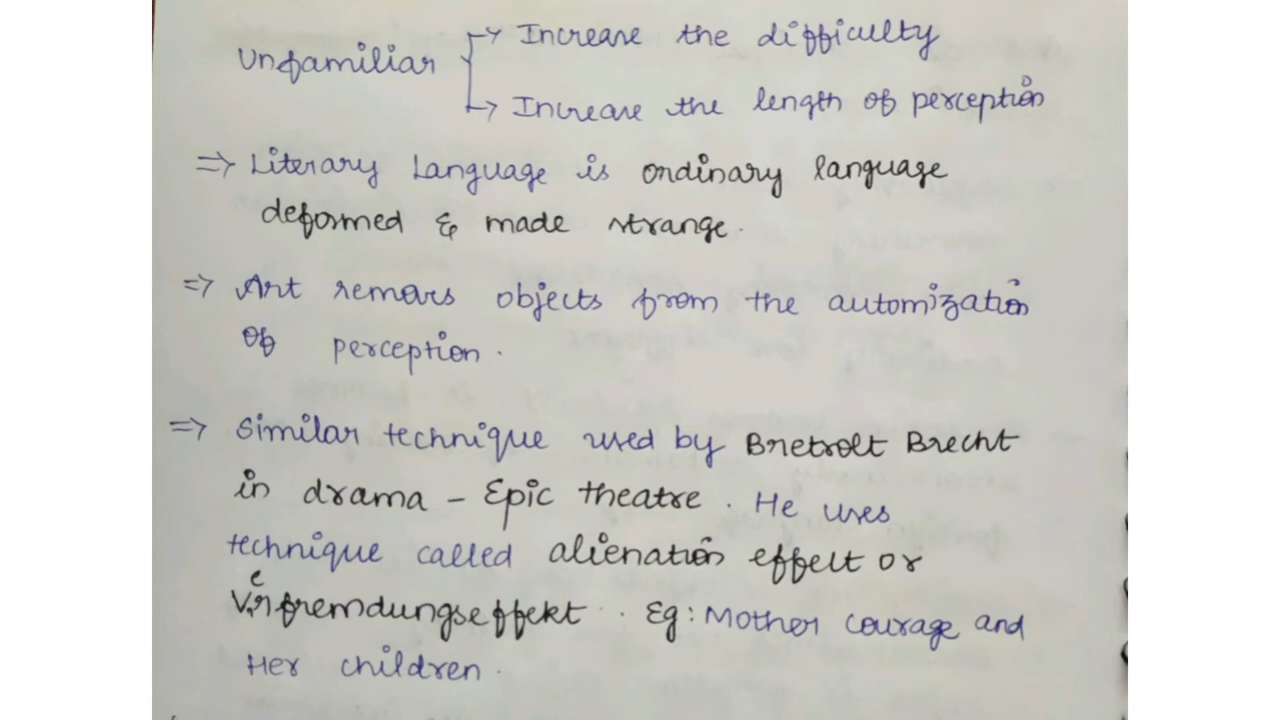 Increase the difficulty
Unfamiliar
Increase the length of perception
⇒ Literary Language is ordinary language
deformed & made strange.
⇒ Art removs objects from the automization
of perception.
⇒ Similar technique used by Bretrolt Brecht
in drama – Epic theatre. He uses
technique called alienation effect or
Verfremdungseffekt. Eg: Mother courage and
Her children.